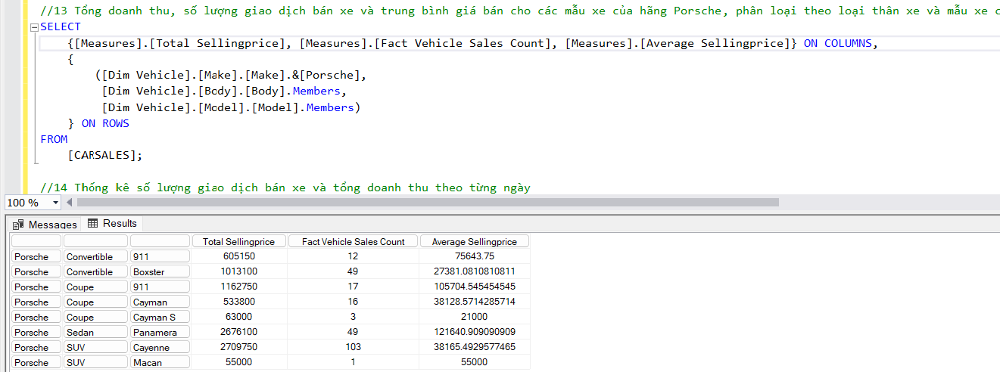 //13 Tổng doanh thu, số lượng giao dịch bán xe và trung bình giá bán cho các mẫu xe của hãng Porsche, phân loại theo loại thân xe và mẫu xe c
SELECT
{[Measures].[Total Sellingprice], [Measures].[Fact Vehicle Sales Count], [Measures].[Average Sellingprice]} ON COLUMNS,
{
([Dim Vehicle].[Make].[Make].&[Porsche],
[Dim Vehicle].[Body].[Body].Members,
[Dim Vehicle].[Model].[Model].Members)
} ON ROWS
FROM
[CARSALES];
//14 Thống kê số lượng giao dịch bán xe và tổng doanh thu theo từng ngày
100 %
Messages Results
Total Sellingprice Fact Vehicle Sales Count Average Sellingprice
Porsche Convertible 911 605150 12 75643.75
Porsche Convertible Boxster 1013100 49 27381.0810810811
Porsche Coupe 911 1162750 17 105704.545454545
Porsche Coupe Cayman 533800 16 38128.5714285714
Porsche Coupe Cayman S 63000 3 21000
Porsche Sedan Panamera 2676100 49 121640.909090909
Porsche SUV Cayenne 2709750 103 38165.4929577465
Porsche SUV Macan 55000 1 55000